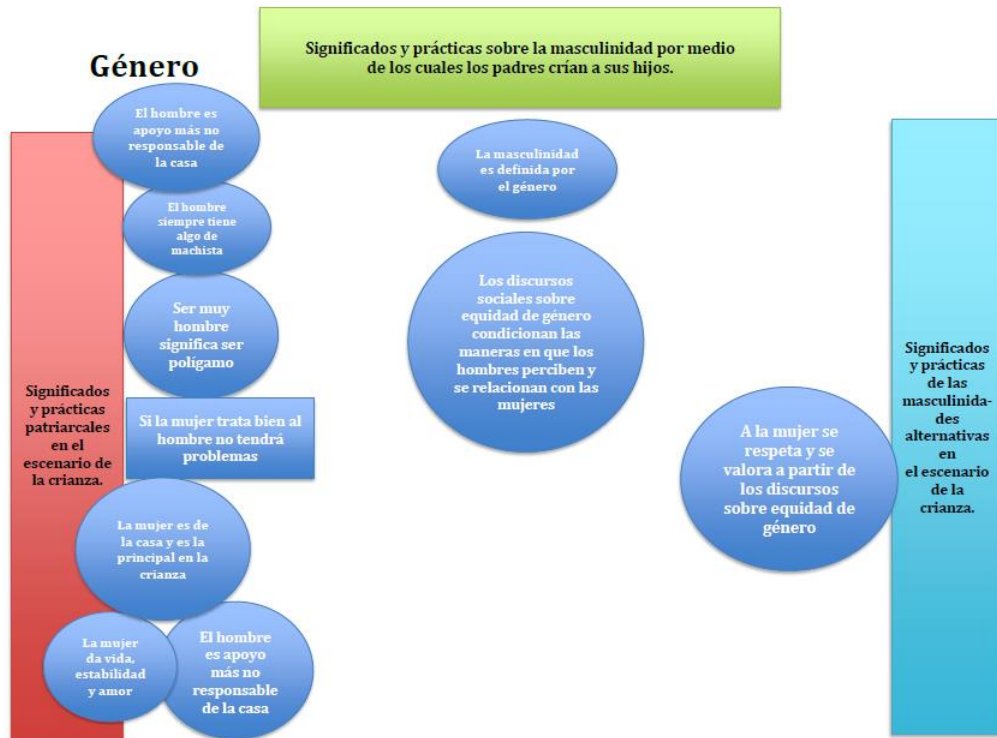 Género
Significados y prácticas sobre la masculinidad por medio
de los cuales los padres crían a sus hijos.
El hombre es
apoyo más no
responsable de
la casa
El hombre
siempre tiene
algo de
machista
Ser muy
hombre
significa ser
polígamo
Si la mujer trata bien al
hombre no tendrá
problemas
La mujer es de
la casa y es la
principal en la
crianza
La mujer
da vida,
estabilidad
y amor
El hombre
es apoyo
más no
responsable
de la casa
Significados
y prácticas
patriarcales
en el
escenario de
la crianza.
La masculinidad
es definida por
el género
Los discursos
sociales sobre
equidad de género
condicionan las
maneras en que los
hombres perciben y
se relacionan con las
mujeres
A la mujer se
respeta y se
valora a partir de
los discursos
sobre equidad de
género
Significados
y prácticas
de las
masculinida-
des
alternativas
en
el escenario
de la
crianza.